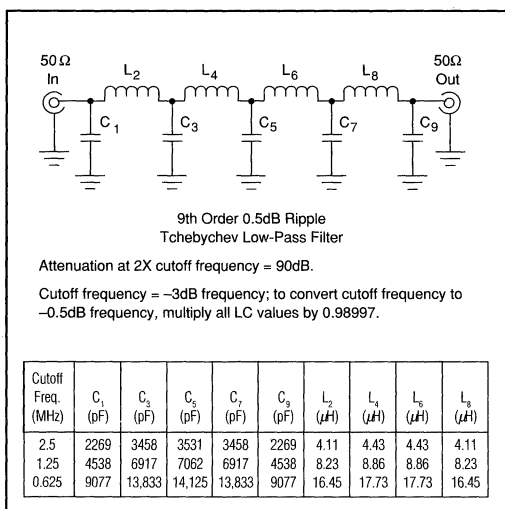 50 Ω
In
L2
L4
L6
L8
50Ω
Out
C1
C3
C5
C7
C9
9th Order 0.5dB Ripple
Tchebychev Low-Pass Filter
Attenuation at 2X cutoff frequency = 90dB.
Cutoff frequency = –3dB frequency; to convert cutoff frequency to
–0.5dB frequency, multiply all LC values by 0.98997.
Cutoff Freq. (MHz) C1 (pF) C3 (pF) C5 (pF) C7 (pF) C9 (pF) L2 (μH) L4 (μH) L6 (μH) L8 (μH)
2.5 2269 3458 3531 3458 2269 4.11 4.43 4.43 4.11
1.25 4538 6917 7062 6917 4538 8.23 8.86 8.86 8.23
0.625 9077 13,833 14,125 13,833 9077 16.45 17.73 17.73 16.45